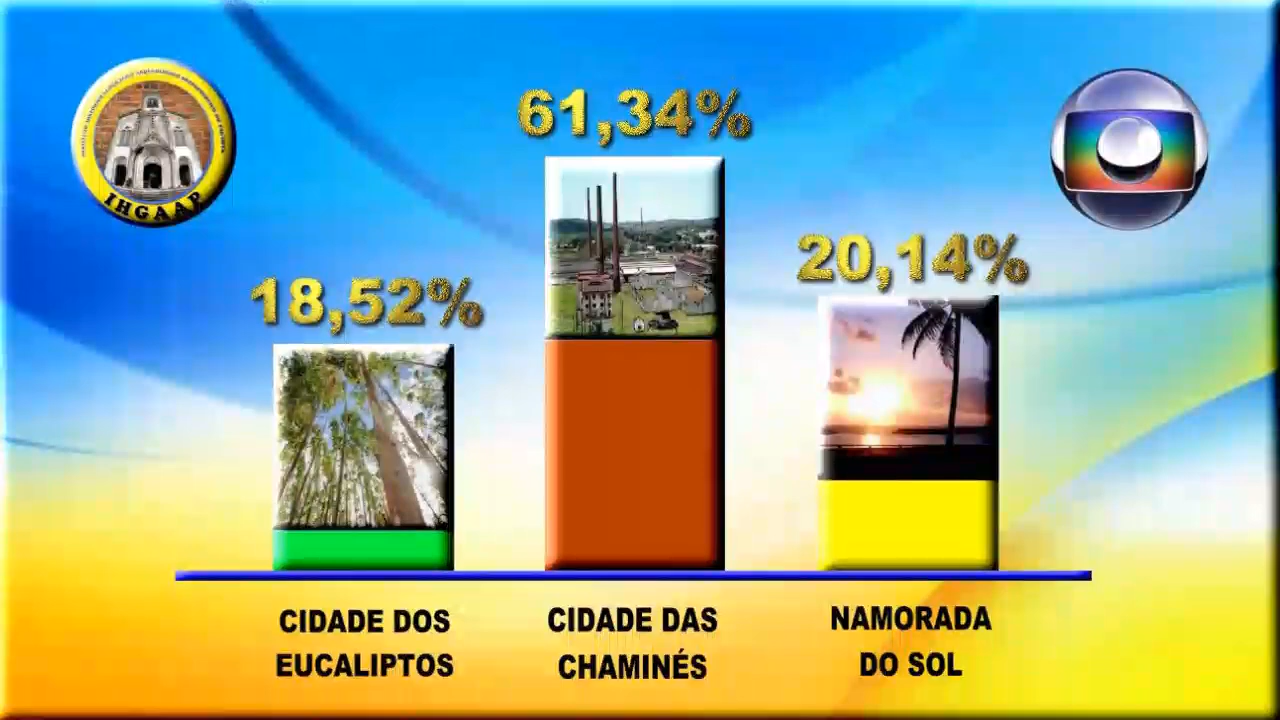 61,34%
20,14%
18,52%
IHGAAP
CIDADE DOS
EUCALIPTOS
CIDADE DAS
CHAMINÉS
NAMORADA
DO SOL